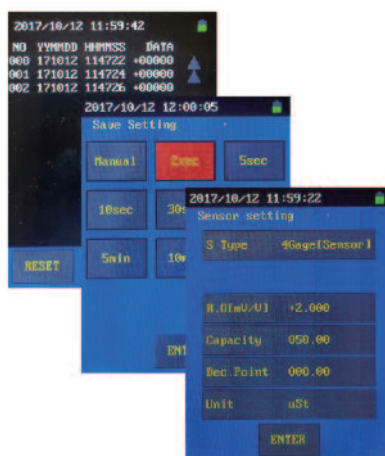 2017/10/12 11:59:42
NO YYMMDD HHMMSS DATA
000 171012 114722 +00000
001 171012 114724 +00000
002 171012 114726 +00000
RESET
2017/10/12 12:00:05
Save Setting
Manual 2sec 5sec
10sec 30s
5min 10m
ENT
2017/10/12 11:59:22
Sensor setting
S Type 4Gage[Sensor]
R.O[mV/V] +2.000
Capacity 050.00
Dec.Point 000.00
Unit uSt
ENTER